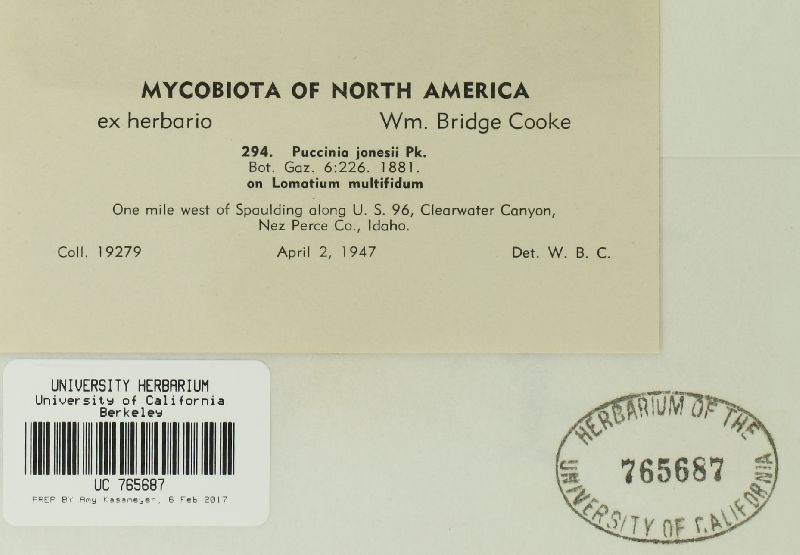 MYCOBIOTA OF NORTH AMERICA
ex herbario Wm. Bridge Cooke
294. Puccinia jonesii Pk.
Bot. Gaz. 6:226. 1881.
on Lomatium multifidum
One mile west of Spaulding along U. S. 96, Clearwater Canyon,
Nez Perce Co., Idaho.
Coll. 19279 April 2, 1947 Det. W. B. C.
UNIVERSITY HERBARIUM
University of California
Berkeley
UC 765687
PREP BY Amy Kasameyer, 6 Feb 2017
HERBARIUM OF THE
765687
UNIVERSITY OF CALIFORNIA